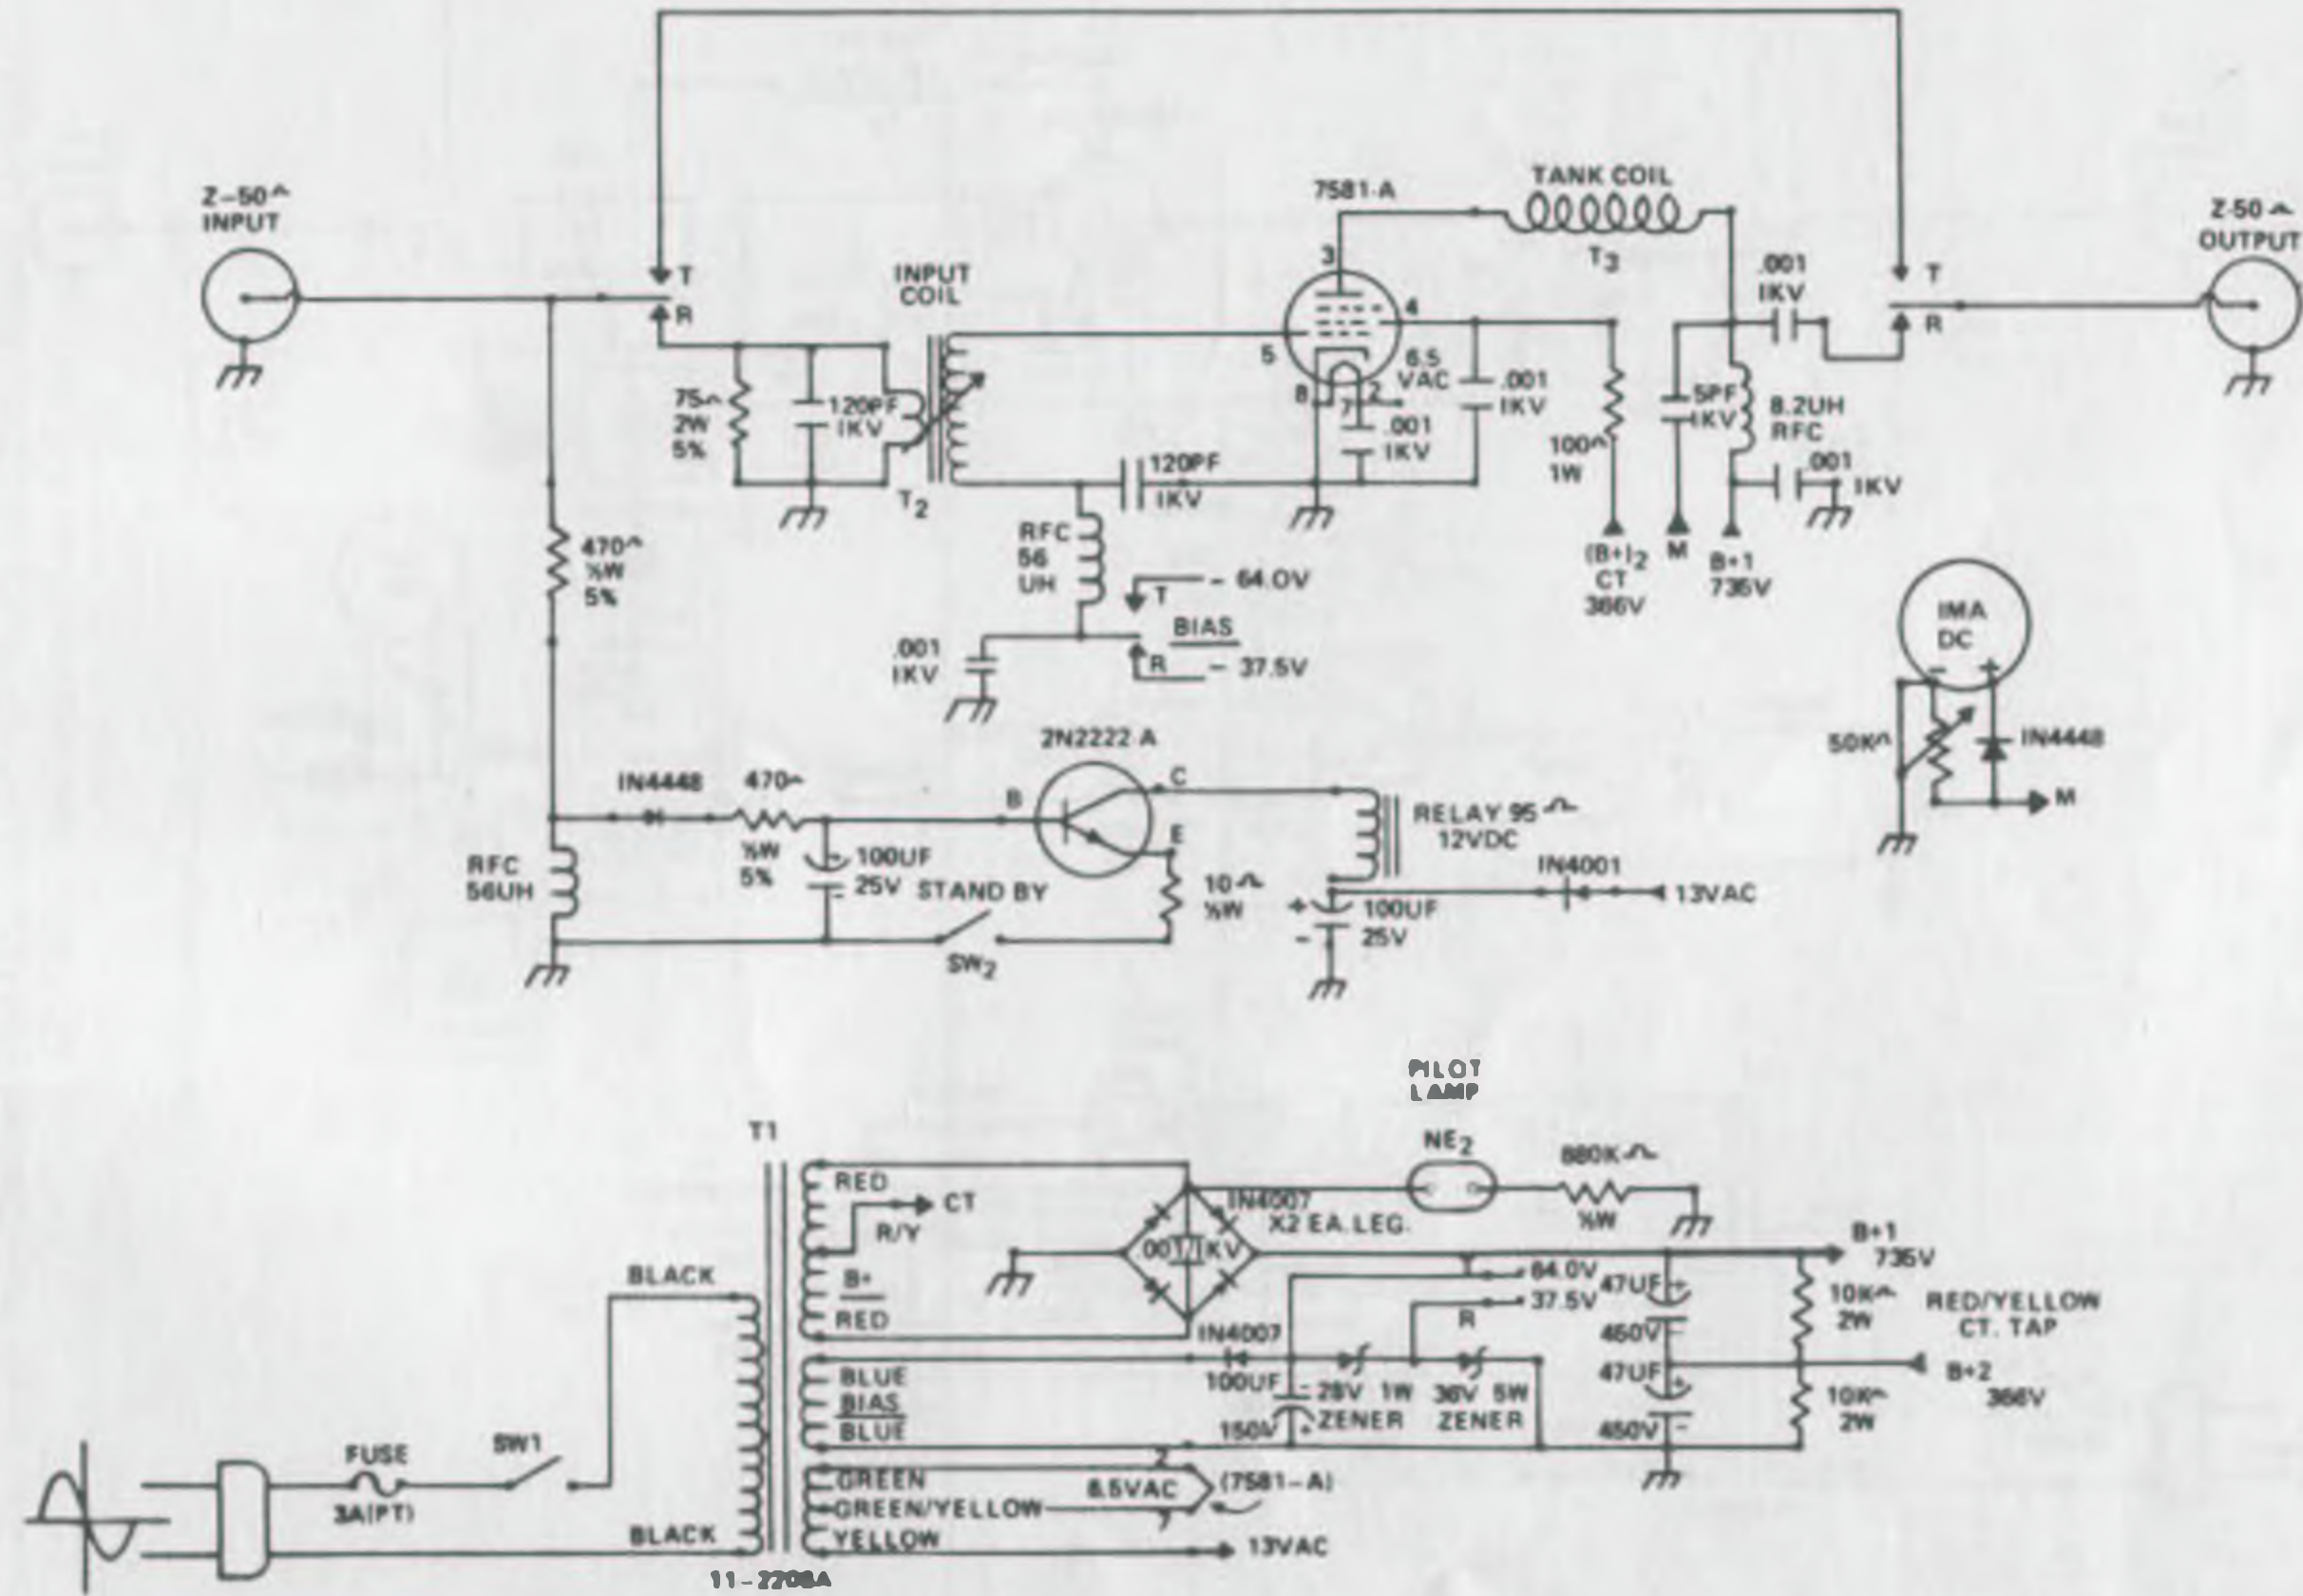 Z-50
INPUT
T
R
INPUT
COIL
T2
75
2W
5%
120PF
1KV
7581-A
3
4
5
8
7
2
6.5
VAC
.001
1KV
.001
1KV
TANK COIL
T3
.001
1KV
T
R
Z-50
OUTPUT
100
1W
5PF
1KV
8.2UH
RFC
.001
1KV
(B+)2
CT
366V
M
B+1
735V
120PF
1KV
RFC
56
UH
T
- 64.0V
BIAS
R
- 37.5V
.001
1KV
470
½W
5%
IMA
DC
- +
50K
IN4448
M
2N2222 A
B
C
E
IN4448
470
½W
5%
+ 100UF
- 25V
STAND BY
SW2
10
½W
RFC
56UH
RELAY 95
12VDC
IN4001
13VAC
+ 100UF
- 25V
PILOT
LAMP
NE2
T1
RED
CT
R/Y
B+
RED
IN4007
X2 EA. LEG.
.001/1KV
½W
B+1
735V
T
37.5V
R
47UF +
450V -
47UF +
450V -
10K
2W
10K
2W
RED/YELLOW
CT. TAP
B+2
366V
IN4007
BLUE
BIAS
BLUE
100UF -
150V +
28V 1W
ZENER
36V 5W
ZENER
BLACK
BLACK
FUSE
3A(PT)
SW1
GREEN
GREEN/YELLOW
YELLOW
2
6.5VAC
7
(7581-A)
13VAC